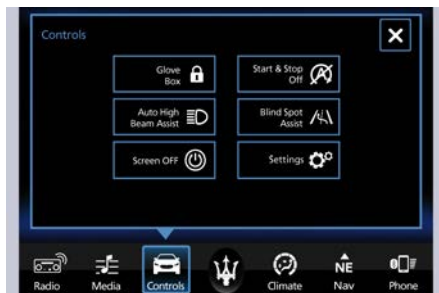 Controls
X
Glove
Box
Start & Stop
Off
Auto High
Beam Assist
Blind Spot
Assist
Screen OFF
Settings
Radio
Media
Controls
Climate
NE
Nav
Phone